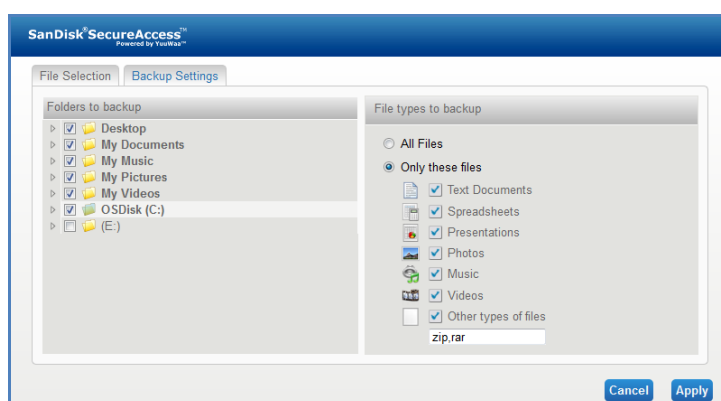 SanDisk®SecureAccess™
Powered by YuuWaa™
File Selection
Backup Settings
Folders to backup
Desktop
My Documents
My Music
My Pictures
My Videos
OSDisk (C:)
(E:)
File types to backup
All Files
Only these files
Text Documents
Spreadsheets
Presentations
Photos
Music
Videos
Other types of files
zip,rar
Cancel
Apply